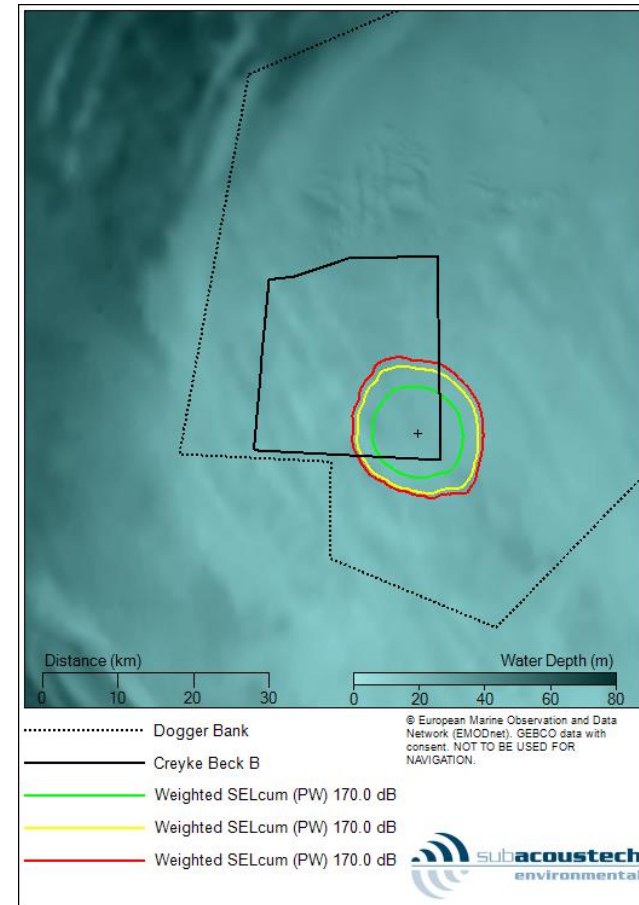 Distance (km)
0 10 20 30
Water Depth (m)
0 20 40 60 80
Dogger Bank
Creyke Beck B
Weighted SELcum (PW) 170.0 dB
Weighted SELcum (PW) 170.0 dB
Weighted SELcum (PW) 170.0 dB
© European Marine Observation and Data
Network (EMODnet). GEBCO data with
consent. NOT TO BE USED FOR
NAVIGATION.
subacoustech
environmental